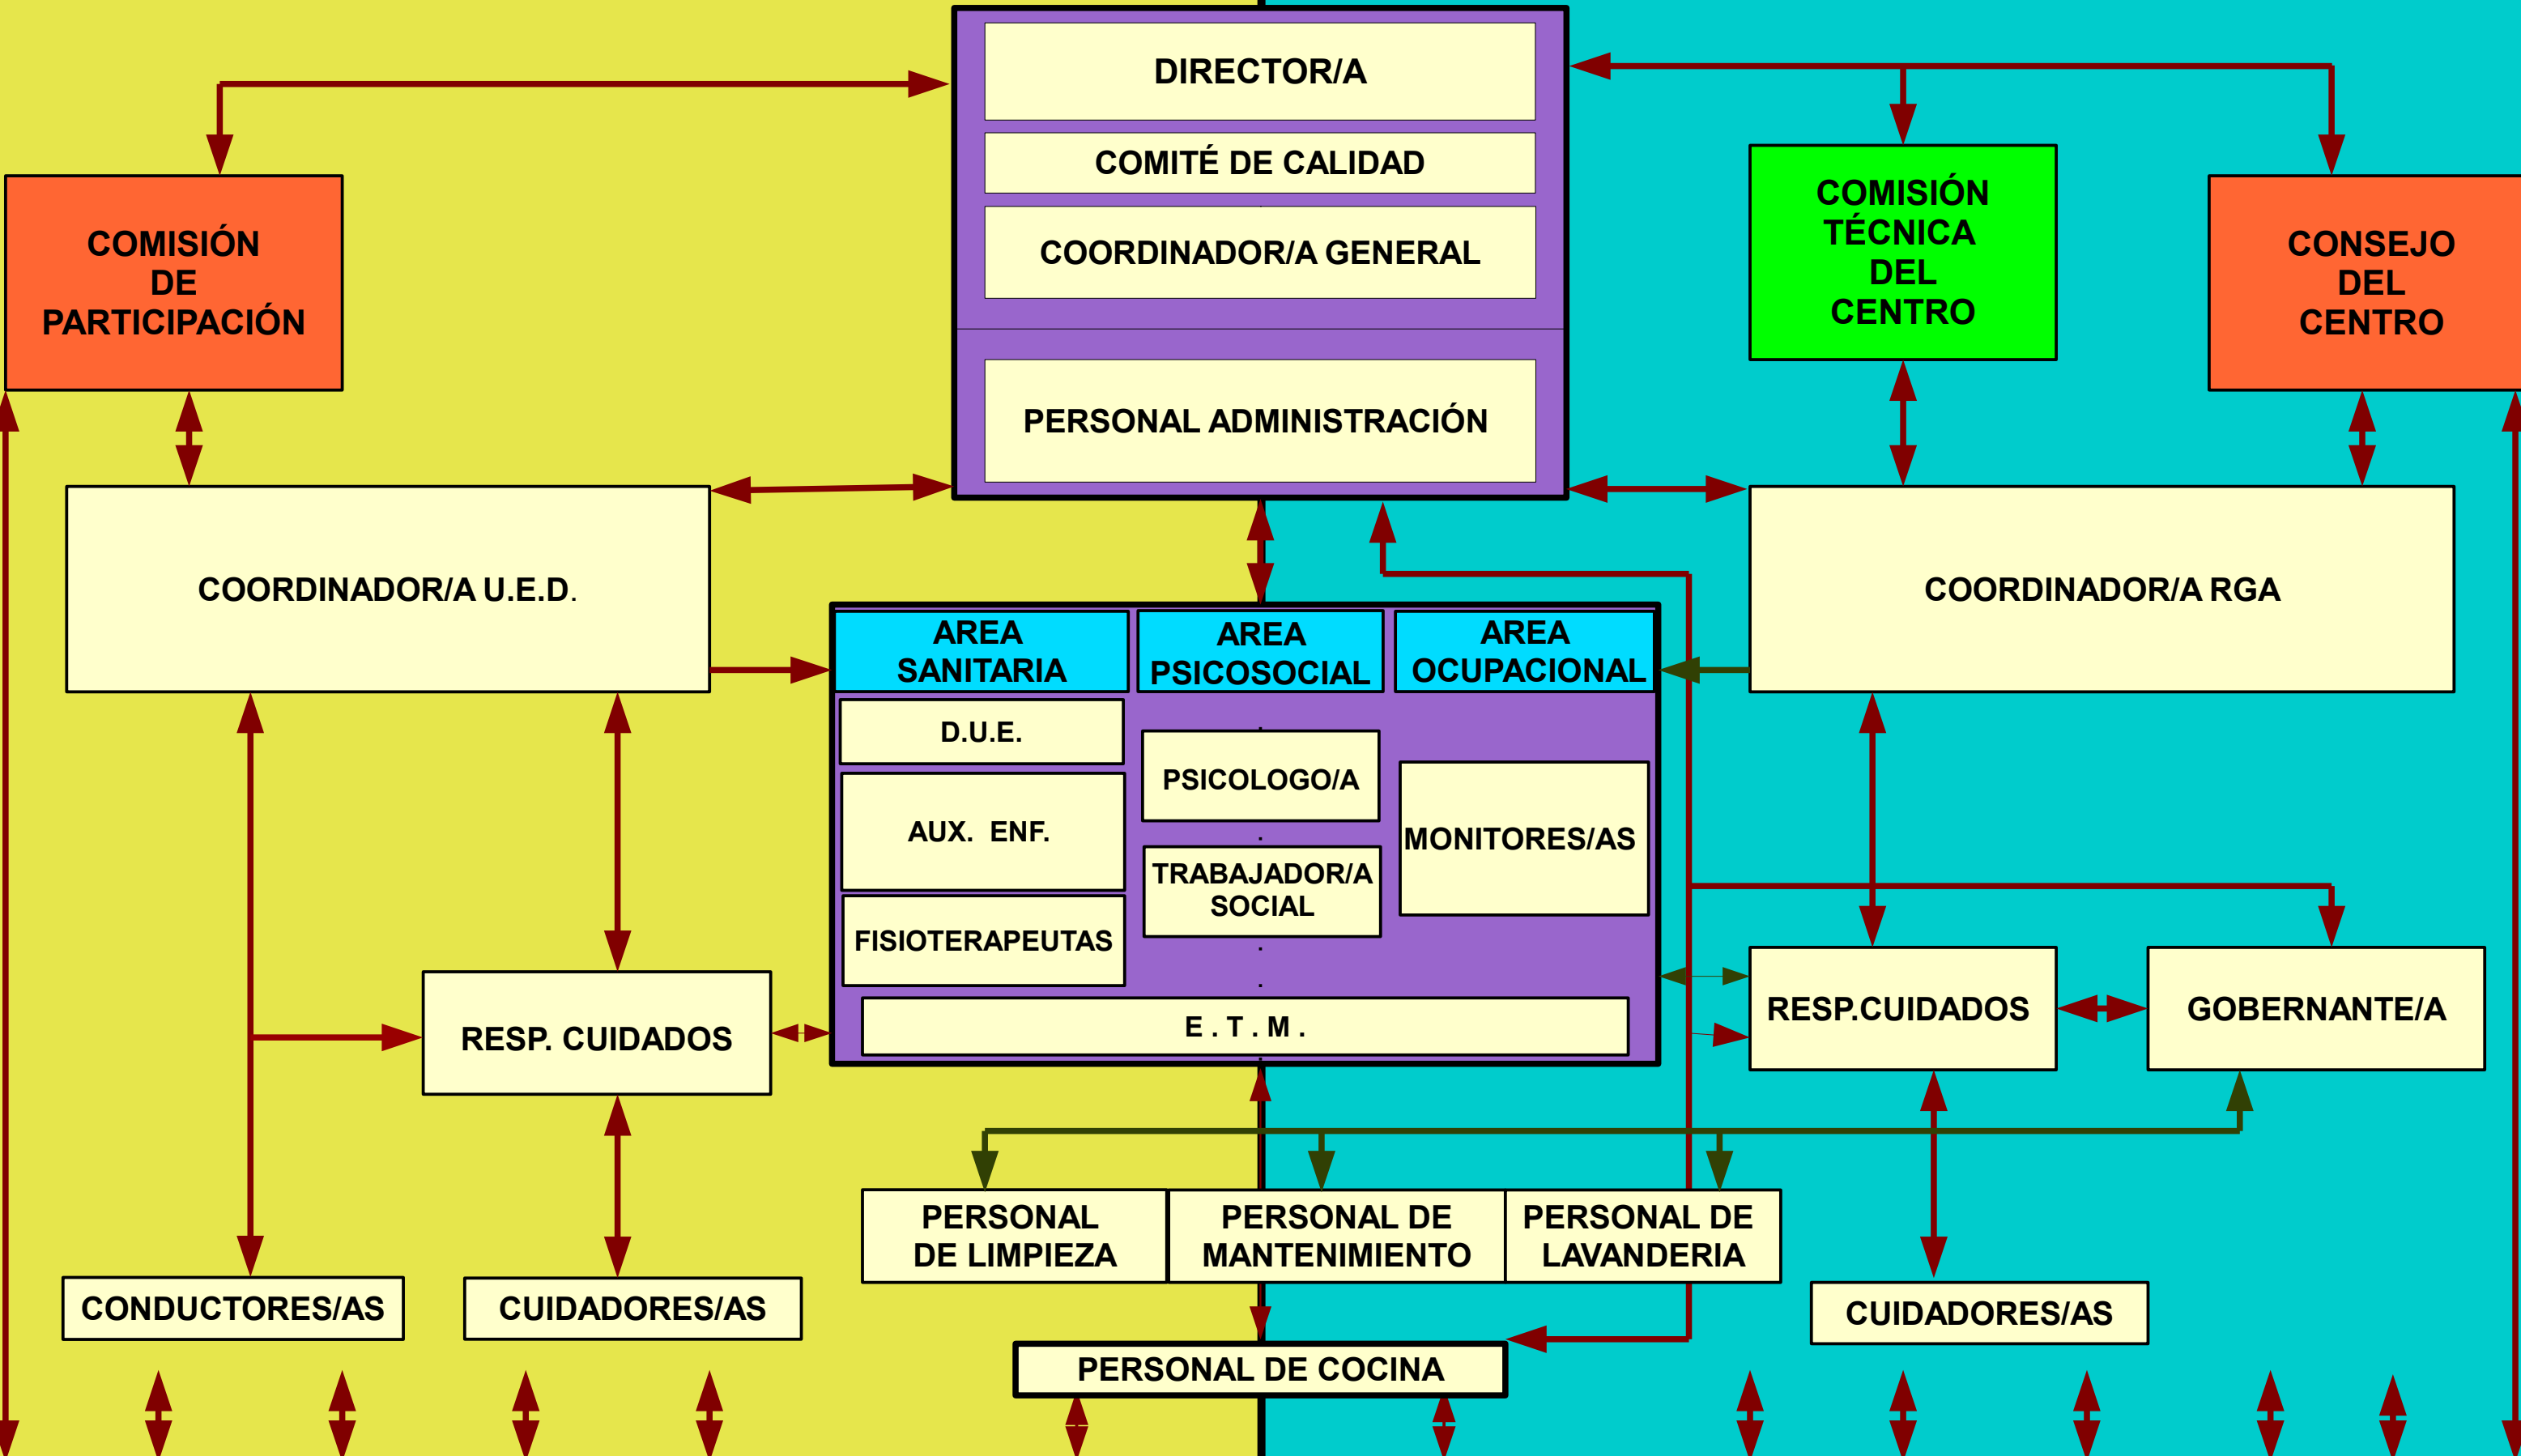 DIRECTOR/A
COMITÉ DE CALIDAD
COORDINADOR/A GENERAL
PERSONAL ADMINISTRACIÓN
COMISIÓN
DE
PARTICIPACIÓN
COMISIÓN
TÉCNICA
DEL
CENTRO
CONSEJO
DEL
CENTRO
COORDINADOR/A U.E.D.
COORDINADOR/A RGA
AREA
SANITARIA
AREA
PSICOSOCIAL
AREA
OCUPACIONAL
D.U.E.
AUX. ENF.
FISIOTERAPEUTAS
PSICOLOGO/A
TRABAJADOR/A
SOCIAL
MONITORES/AS
E . T . M .
RESP. CUIDADOS
RESP.CUIDADOS
GOBERNANTE/A
PERSONAL
DE LIMPIEZA
PERSONAL DE
MANTENIMIENTO
PERSONAL DE
LAVANDERIA
CONDUCTORES/AS
CUIDADORES/AS
CUIDADORES/AS
PERSONAL DE COCINA